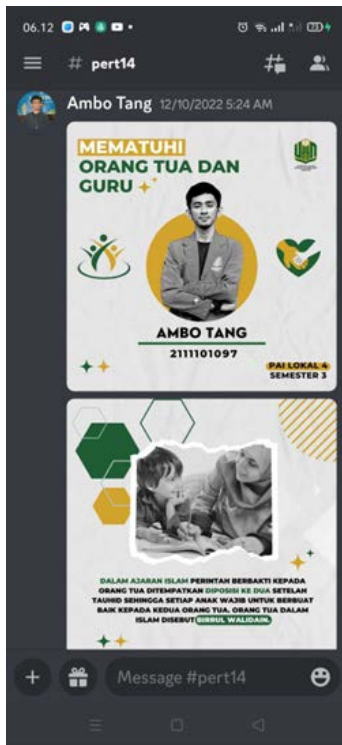 06.12
# pert14
Ambo Tang 12/10/2022 5:24 AM
MEMATUHI
ORANG TUA DAN
GURU
AMBO TANG
2111101097
PAI LOKAL 4
SEMESTER 3
DALAM AJARAN ISLAM PERINTAH BERBAKTI KEPADA
ORANG TUA DITEMPATKAN DIPOSISI KE DUA SETELAH
TAUHID SEHINGGA SETIAP ANAK WAJIB UNTUK BERBUAT
BAIK KEPADA KEDUA ORANG TUA. ORANG TUA DALAM
ISLAM DISEBUT BIRRUL WALIDAIN.
Message #pert14